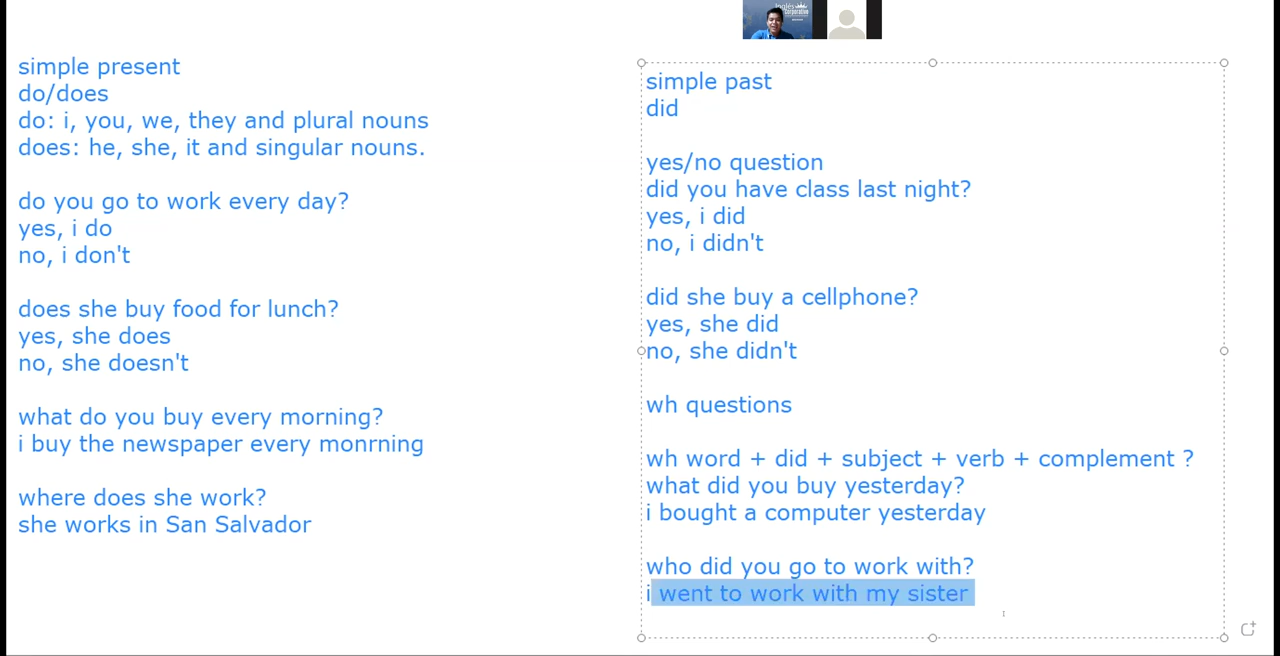 Inglés
corporativo
simple present
do/does
do: i, you, we, they and plural nouns
does: he, she, it and singular nouns.
do you go to work every day?
yes, i do
no, i don't
does she buy food for lunch?
yes, she does
no, she doesn't
what do you buy every morning?
i buy the newspaper every monrning
where does she work?
she works in San Salvador
simple past
did
yes/no question
did you have class last night?
yes, i did
no, i didn't
did she buy a cellphone?
yes, she did
no, she didn't
wh questions
wh word + did + subject + verb + complement ?
what did you buy yesterday?
i bought a computer yesterday
who did you go to work with?
i went to work with my sister